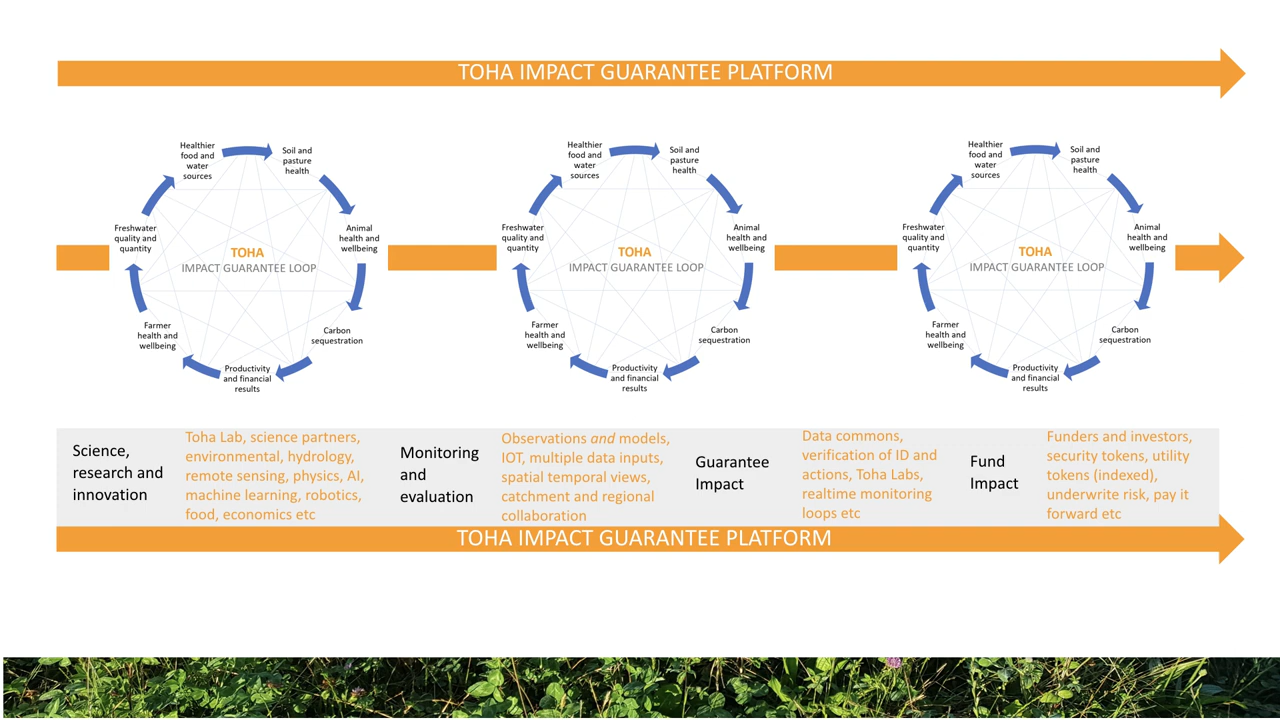 TOHA IMPACT GUARANTEE PLATFORM
Healthier
food and
water
sources
Soil and
pasture
health
Animal
health and
wellbeing
Carbon
sequestration
Productivity
and financial
results
Farmer
health and
wellbeing
Freshwater
quality and
quantity
TOHA
IMPACT GUARANTEE LOOP
Healthier
food and
water
sources
Soil and
pasture
health
Animal
health and
wellbeing
Carbon
sequestration
Productivity
and financial
results
Farmer
health and
wellbeing
Freshwater
quality and
quantity
TOHA
IMPACT GUARANTEE LOOP
Healthier
food and
water
sources
Soil and
pasture
health
Animal
health and
wellbeing
Carbon
sequestration
Productivity
and financial
results
Farmer
health and
wellbeing
Freshwater
quality and
quantity
TOHA
IMPACT GUARANTEE LOOP
Science,
research and
innovation
Toha Lab, science partners,
environmental, hydrology,
remote sensing, physics, AI,
machine learning, robotics,
food, economics etc
Monitoring
and
evaluation
Observations and models,
IOT, multiple data inputs,
spatial temporal views,
catchment and regional
collaboration
Guarantee
Impact
Data commons,
verification of ID and
actions, Toha Labs,
realtime monitoring
loops etc
Fund
Impact
Funders and investors,
security tokens, utility
tokens (indexed),
underwrite risk, pay it
forward etc
TOHA IMPACT GUARANTEE PLATFORM